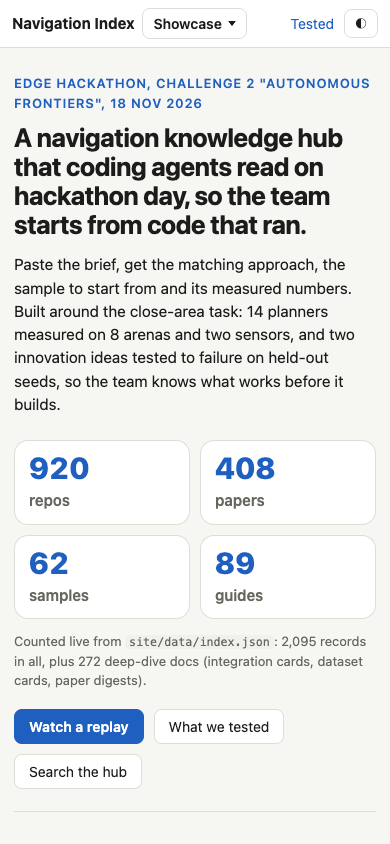 Navigation Index Showcase Tested
EDGE HACKATHON, CHALLENGE 2 "AUTONOMOUS
FRONTIERS", 18 NOV 2026
A navigation knowledge hub
that coding agents read on
hackathon day, so the team
starts from code that ran.
Paste the brief, get the matching approach, the
sample to start from and its measured numbers.
Built around the close-area task: 14 planners
measured on 8 arenas and two sensors, and two
innovation ideas tested to failure on held-out
seeds, so the team knows what works before it
builds.
920
repos
408
papers
62
samples
89
guides
Counted live from site/data/index.json: 2,095 records
in all, plus 272 deep-dive docs (integration cards, dataset
cards, paper digests).
Watch a replay What we tested
Search the hub